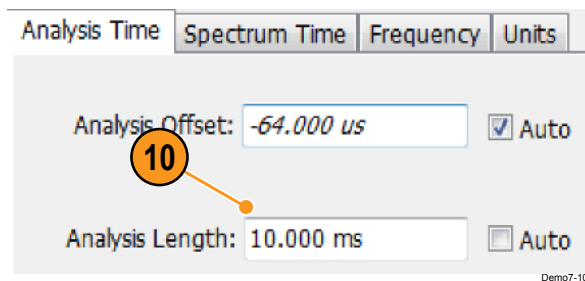 Analysis Time Spectrum Time Frequency Units
Analysis Offset: -64.000 us Auto
10
Analysis Length: 10.000 ms Auto
Demo7-10